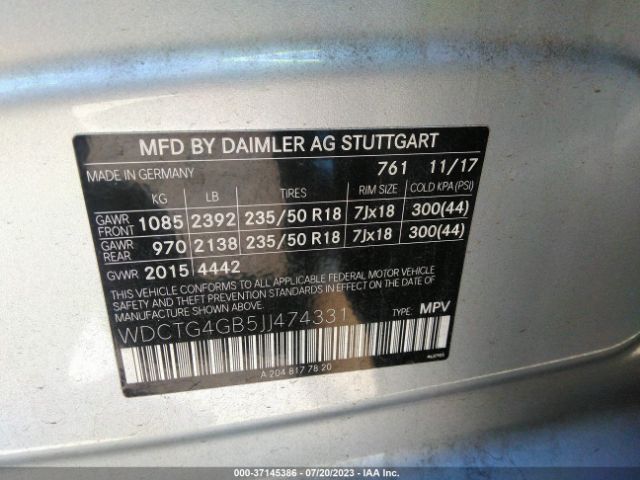 MFD BY DAIMLER AG STUTTGART
MADE IN GERMANY 761 11/17
KG LB TIRES RIM SIZE COLD KPA (PSI)
GAWR FRONT 1085 2392 235/50 R18 7Jx18 300(44)
GAWR REAR 970 2138 235/50 R18 7Jx18 300(44)
GVWR 2015 4442
THIS VEHICLE CONFORMS TO ALL APPLICABLE FEDERAL MOTOR VEHICLE
SAFETY AND THEFT PREVENTION STANDARDS IN EFFECT ON THE DATE OF
MANUFACTURE SHOWN ABOVE.
WDCTG4GB5JJ474331 TYPE: MPV
A 204 817 78 20
000-37145386 - 07/20/2023 - IAA Inc.